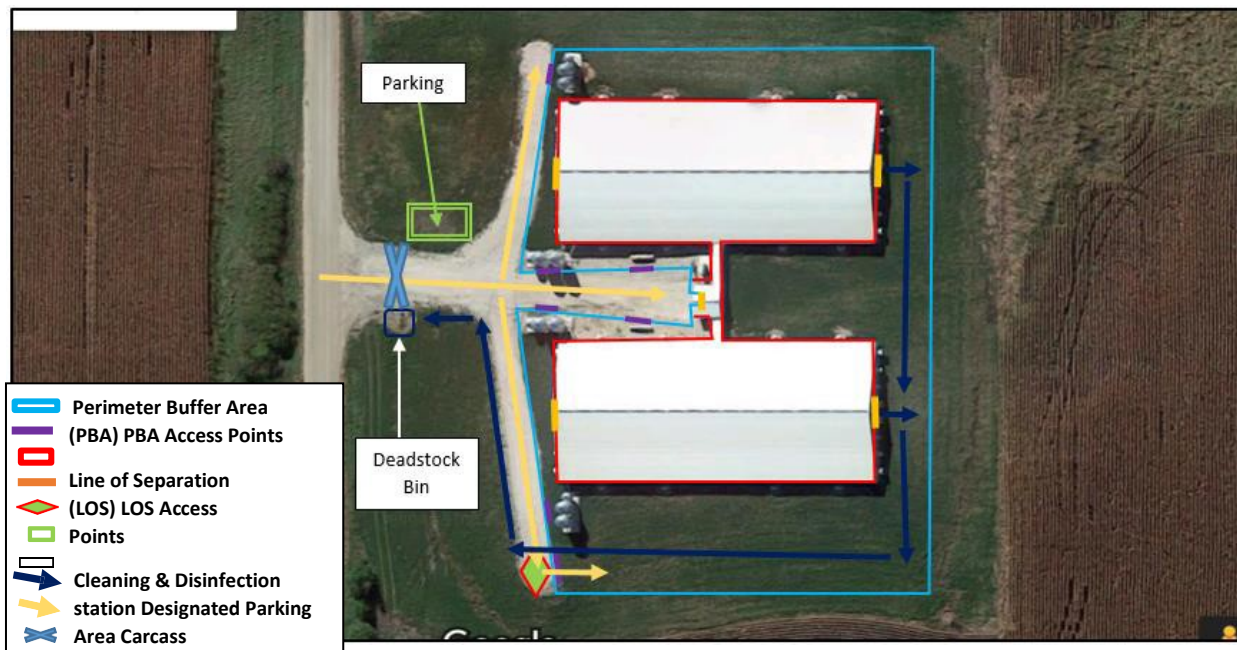 Parking
Perimeter Buffer Area
(PBA) PBA Access Points
Line of Separation
(LOS) LOS Access
Points
Cleaning & Disinfection
station Designated Parking
Area Carcass
Deadstock
Bin